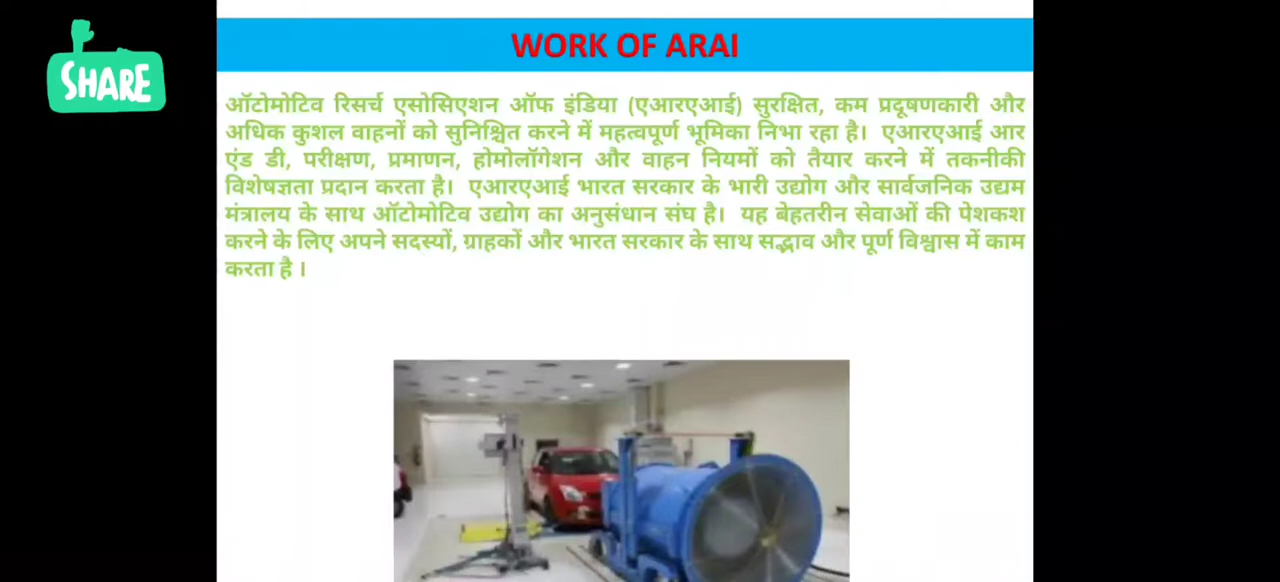 SHARE
WORK OF ARAI
ऑटोमोटिव रिसर्च एसोसिएशन ऑफ इंडिया (एआरएआई) सुरक्षित, कम प्रदूषणकारी और
अधिक कुशल वाहनों को सुनिश्चित करने में महत्वपूर्ण भूमिका निभा रहा है। एआरएआई आर
एंड डी, परीक्षण, प्रमाणन, होमोलॉगेशन और वाहन नियमों को तैयार करने में तकनीकी
विशेषज्ञता प्रदान करता है। एआरएआई भारत सरकार के भारी उद्योग और सार्वजनिक उद्यम
मंत्रालय के साथ ऑटोमोटिव उद्योग का अनुसंधान संघ है। यह बेहतरीन सेवाओं की पेशकश
करने के लिए अपने सदस्यों, ग्राहकों और भारत सरकार के साथ सद्भाव और पूर्ण विश्वास में काम
करता है ।